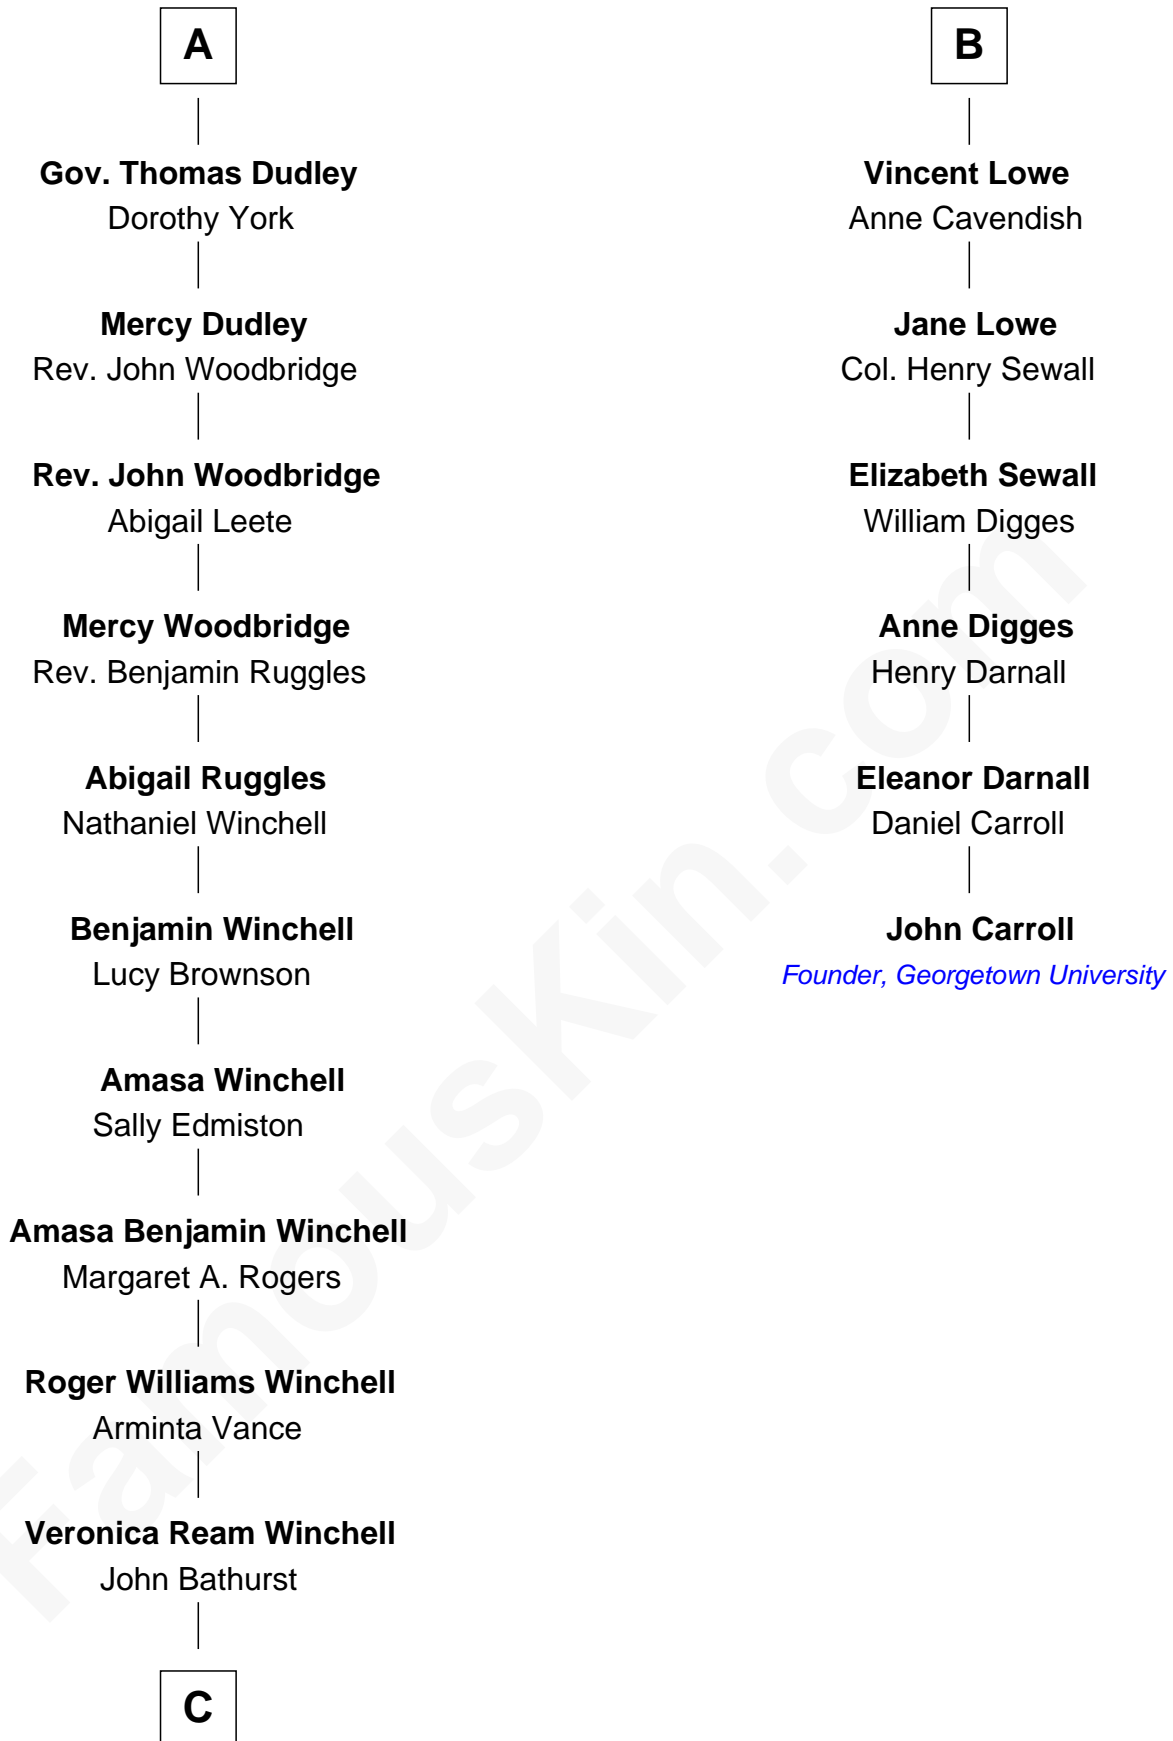 A
Gov. Thomas Dudley
Dorothy York
Mercy Dudley
Rev. John Woodbridge
Rev. John Woodbridge
Abigail Leete
Mercy Woodbridge
Rev. Benjamin Ruggles
Abigail Ruggles
Nathaniel Winchell
Benjamin Winchell
Lucy Brownson
Amasa Winchell
Sally Edmiston
Amasa Benjamin Winchell
Margaret A. Rogers
Roger Williams Winchell
Arminta Vance
Veronica Ream Winchell
John Bathurst
C
B
Vincent Lowe
Anne Cavendish
Jane Lowe
Col. Henry Sewall
Elizabeth Sewall
William Digges
Anne Digges
Henry Darnall
Eleanor Darnall
Daniel Carroll
John Carroll
Founder, Georgetown University
FamousKin.com